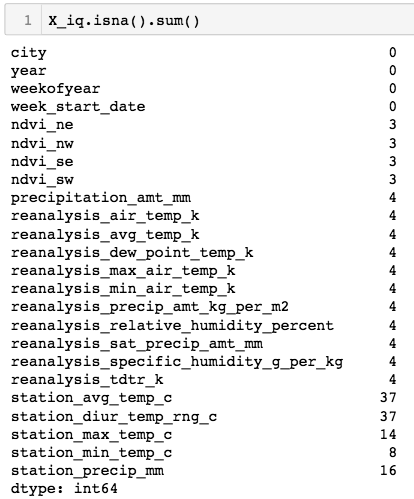 1 X_iq.isna().sum()
city 0
year 0
weekofyear 0
week_start_date 0
ndvi_ne 3
ndvi_nw 3
ndvi_se 3
ndvi_sw 3
precipitation_amt_mm 4
reanalysis_air_temp_k 4
reanalysis_avg_temp_k 4
reanalysis_dew_point_temp_k 4
reanalysis_max_air_temp_k 4
reanalysis_min_air_temp_k 4
reanalysis_precip_amt_kg_per_m2 4
reanalysis_relative_humidity_percent 4
reanalysis_sat_precip_amt_mm 4
reanalysis_specific_humidity_g_per_kg 4
reanalysis_tdtr_k 4
station_avg_temp_c 37
station_diur_temp_rng_c 37
station_max_temp_c 14
station_min_temp_c 8
station_precip_mm 16
dtype: int64